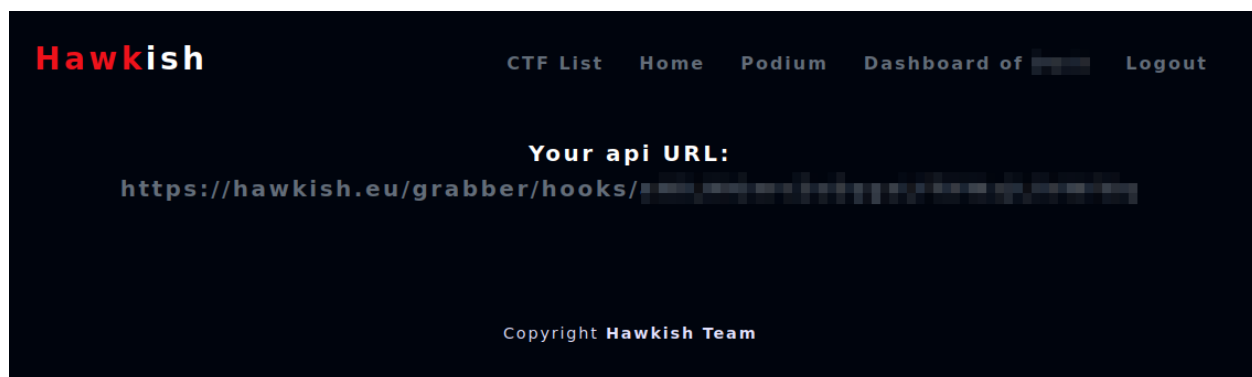 Hawkish
CTF List Home Podium Dashboard of Logout
Your api URL:
https://hawkish.eu/grabber/hooks/
Copyright Hawkish Team